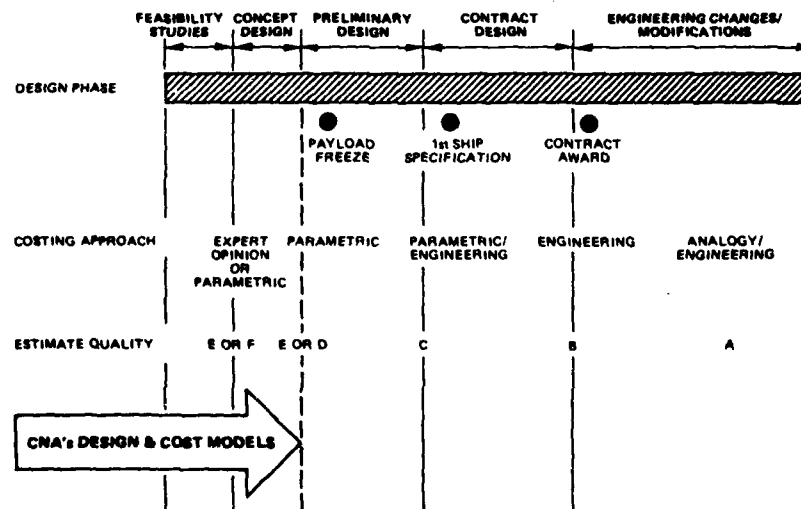 FEASIBILITY STUDIES
CONCEPT DESIGN
PRELIMINARY DESIGN
CONTRACT DESIGN
ENGINEERING CHANGES/
MODIFICATIONS
DESIGN PHASE
PAYLOAD
FREEZE
1st SHIP
SPECIFICATION
CONTRACT
AWARD
COSTING APPROACH
EXPERT
OPINION
OR
PARAMETRIC
PARAMETRIC
PARAMETRIC/
ENGINEERING
ENGINEERING
ANALOGY/
ENGINEERING
ESTIMATE QUALITY
E OR F
E OR D
C
B
A
CNA's DESIGN & COST MODELS